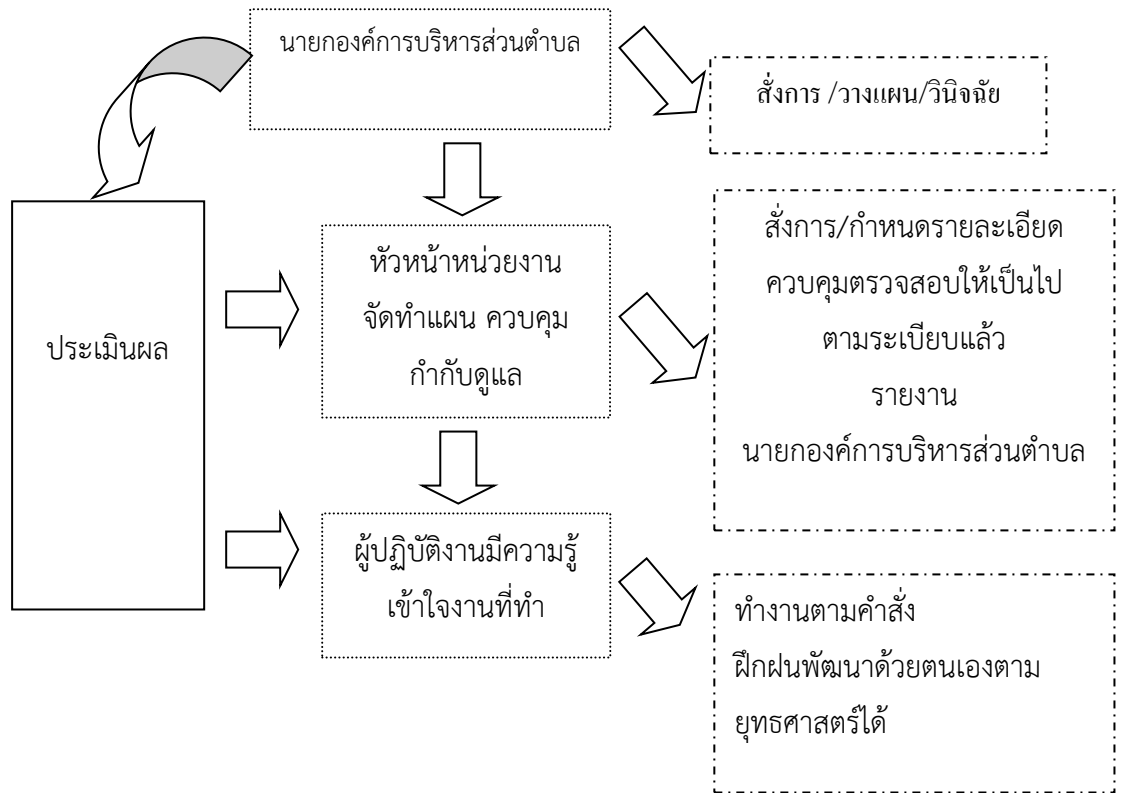 นายกองค์การบริหารส่วนตำบล
สั่งการ /วางแผน/วินิจฉัย
ประเมินผล
หัวหน้าหน่วยงาน
จัดทำแผน ควบคุม
กำกับดูแล
สั่งการ/กำหนดรายละเอียด
ควบคุมตรวจสอบให้เป็นไป
ตามระเบียบแล้ว
รายงาน
นายกองค์การบริหารส่วนตำบล
ผู้ปฏิบัติงานมีความรู้
เข้าใจงานที่ทำ
ทำงานตามคำสั่ง
ฝึกฝนพัฒนาด้วยตนเองตาม
ยุทธศาสตร์ได้